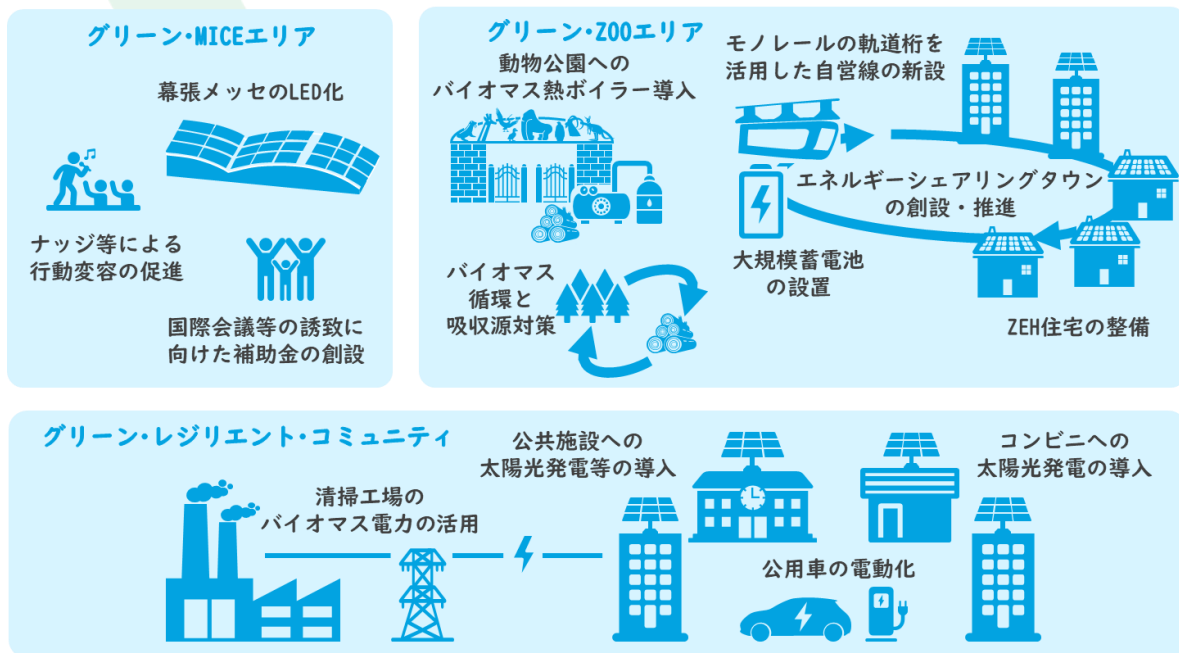 グリーン・MICEエリア
幕張メッセのLED化
ナッジ等による
行動変容の促進
国際会議等の誘致に
向けた補助金の創設
グリーン・ZOOエリア
動物公園への
バイオマス熱ボイラー導入
モノレールの軌道桁を
活用した自営線の新設
エネルギーシェアリングタウン
の創設・推進
大規模蓄電池
の設置
バイオマス
循環と
吸収源対策
ZEH住宅の整備
グリーン・レジリエント・コミュニティ
清掃工場の
バイオマス電力の活用
公共施設への
太陽光発電等の導入
コンビニへの
太陽光発電の導入
公用車の電動化